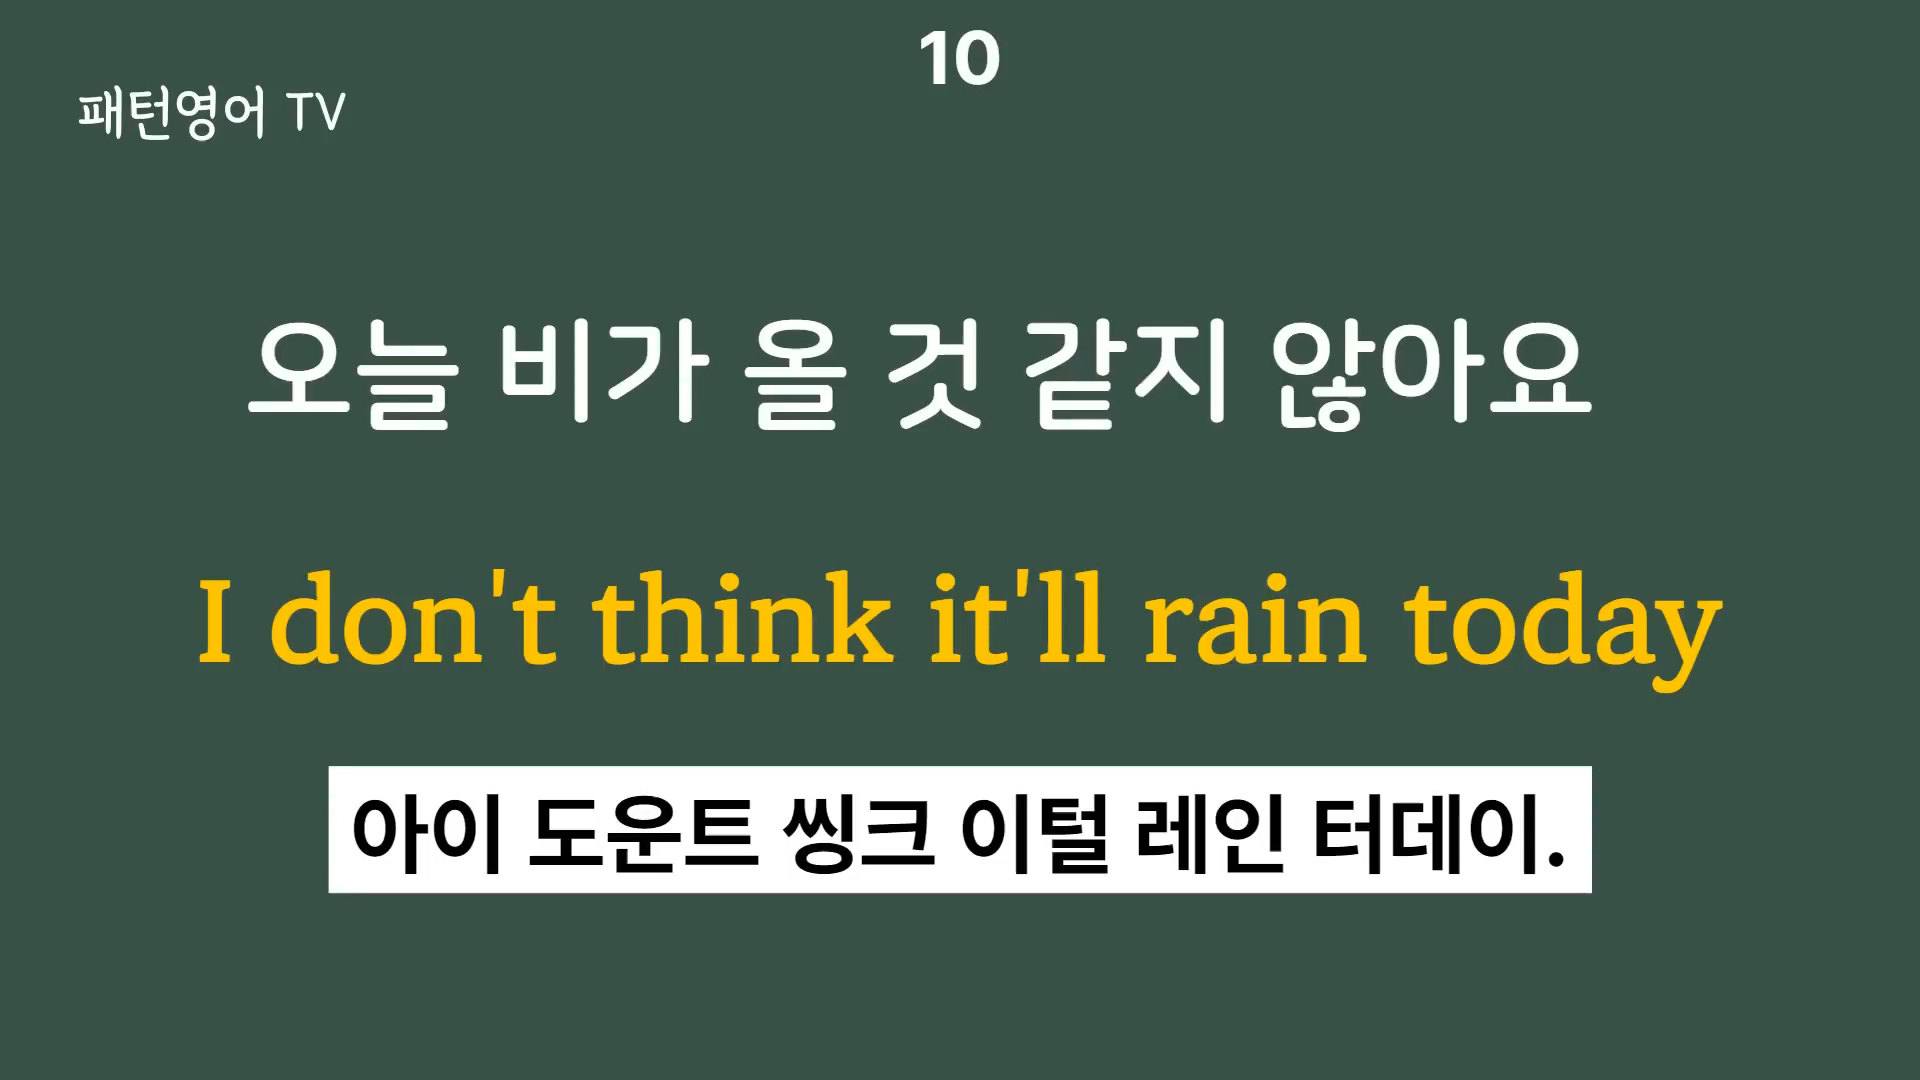 10
패턴영어 TV
오늘 비가 올 것 같지 않아요
I don't think it'll rain today
아이 도운트 씽크 이털 레인 터데이.